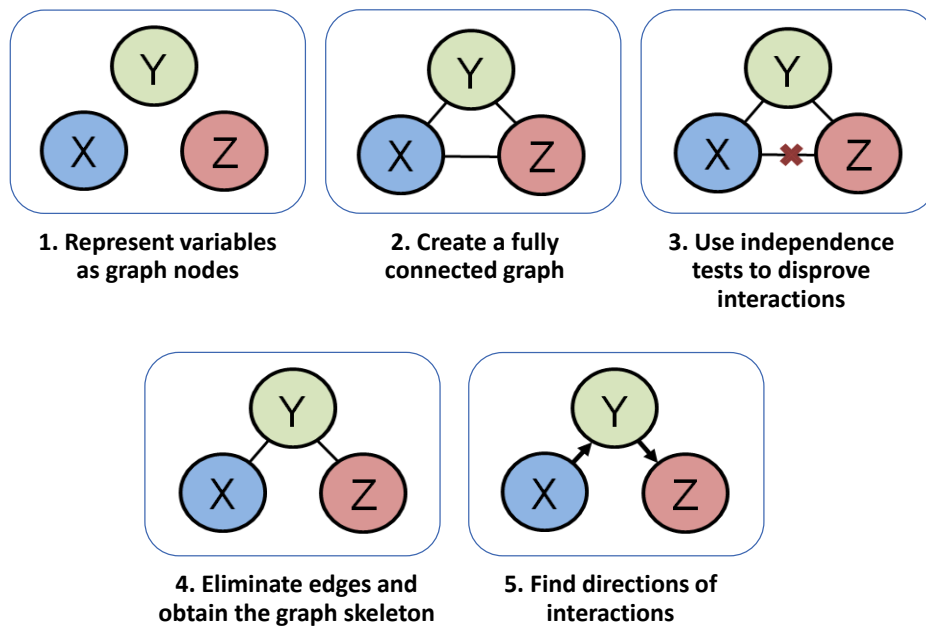 Y
X
Z
1. Represent variables
as graph nodes
Y
X
Z
2. Create a fully
connected graph
Y
X
Z
3. Use independence
tests to disprove
interactions
Y
X
Z
4. Eliminate edges and
obtain the graph skeleton
Y
X
Z
5. Find directions of
interactions